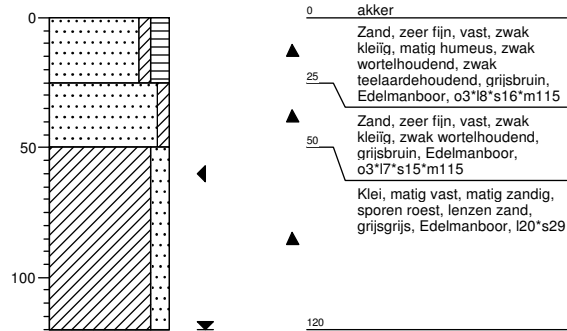 0
50
100
0
akker
Zand, zeer fijn, vast, zwak
kleiïg, matig humeus, zwak
wortelhoudend, zwak
teelaardehoudend, grijsbruin,
Edelmanboor, o3*l8*s16*m115
25
Zand, zeer fijn, vast, zwak
kleiïg, zwak wortelhoudend,
grijsbruin, Edelmanboor,
o3*l7*s15*m115
50
Klei, matig vast, matig zandig,
sporen roest, lenzen zand,
grijsgrijs, Edelmanboor, l20*s29
120